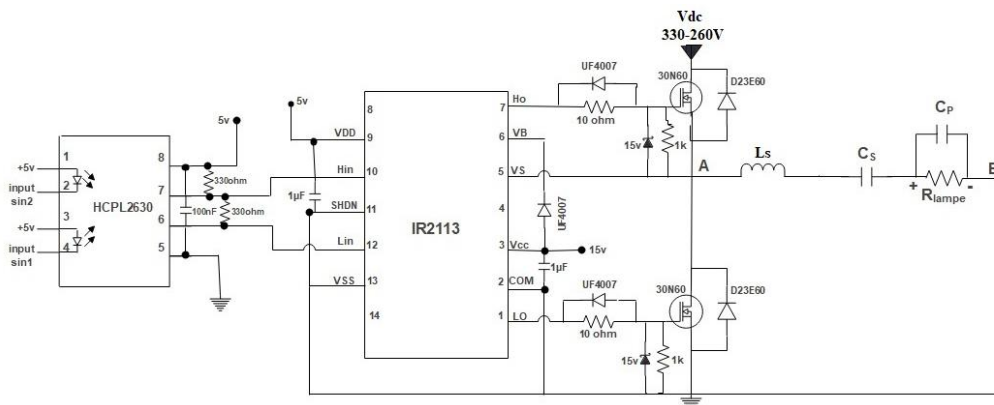 Vdc
330-260V
UF4007
30N60
D23E60
Ho
7
10 ohm
VB
6
15v
1k
VS
5
A
Ls
CS
CP
+
-
Rlampe
B
4
UF4007
Vcc
3
15v
1µF
COM
2
LO
1
UF4007
10 ohm
30N60
D23E60
15v
1k
IR2113
8
5v
VDD
9
Hin
10
1µF
SHDN
11
Lin
12
VSS
13
14
5v
HCPL2630
1
+5v
2
input
sin2
3
+5v
4
input
sin1
8
7
6
5
330ohm
330ohm
100nF